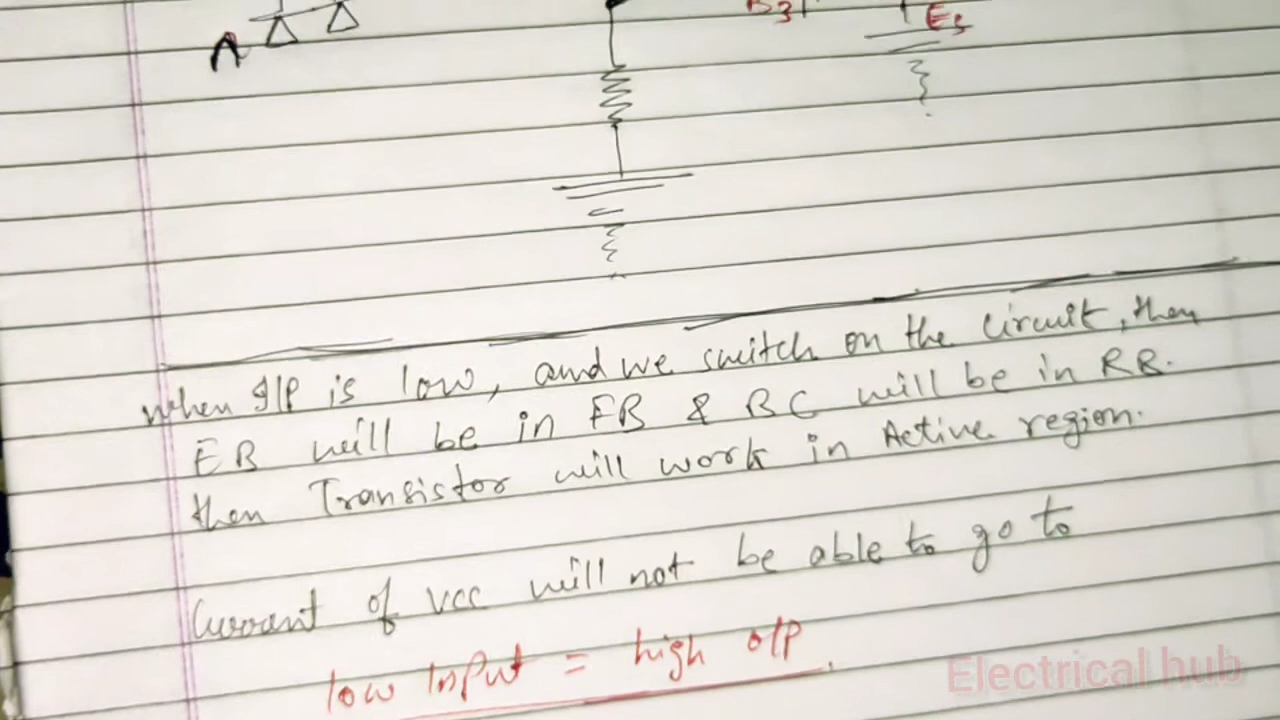 A
B3
E3
When I/P is low, and we switch on the circuit, then
EB will be in FB & BC will be in RB.
then Transistor will work in Active region.
Current of VCC will not be able to go to
low Input = high O/P.
Electrical hub